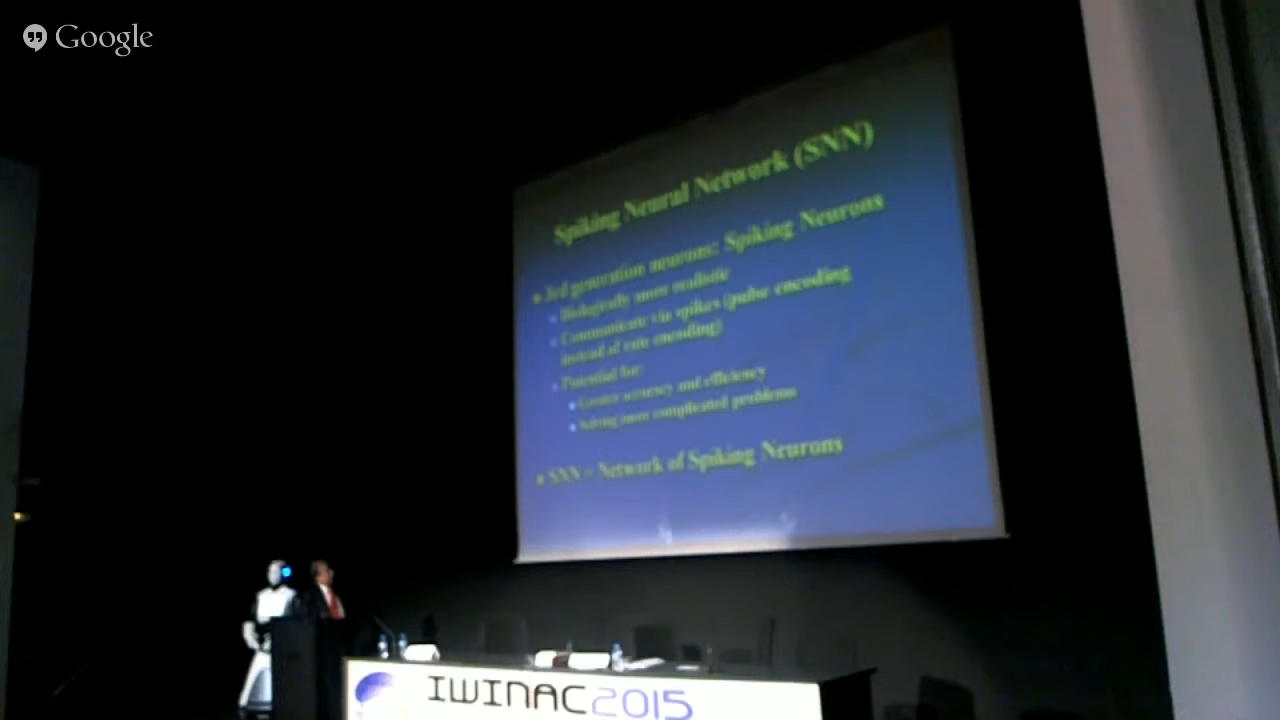 Google
Spiking Neural Network (SNN)
3rd generation neurons: Spiking Neurons
Biologically more realistic
Communicate via spikes (pulse encoding
instead of rate encoding)
Potential for:
Greater accuracy and efficiency
Solving more complicated problems
SNN = Network of Spiking Neurons
IWINAC2015